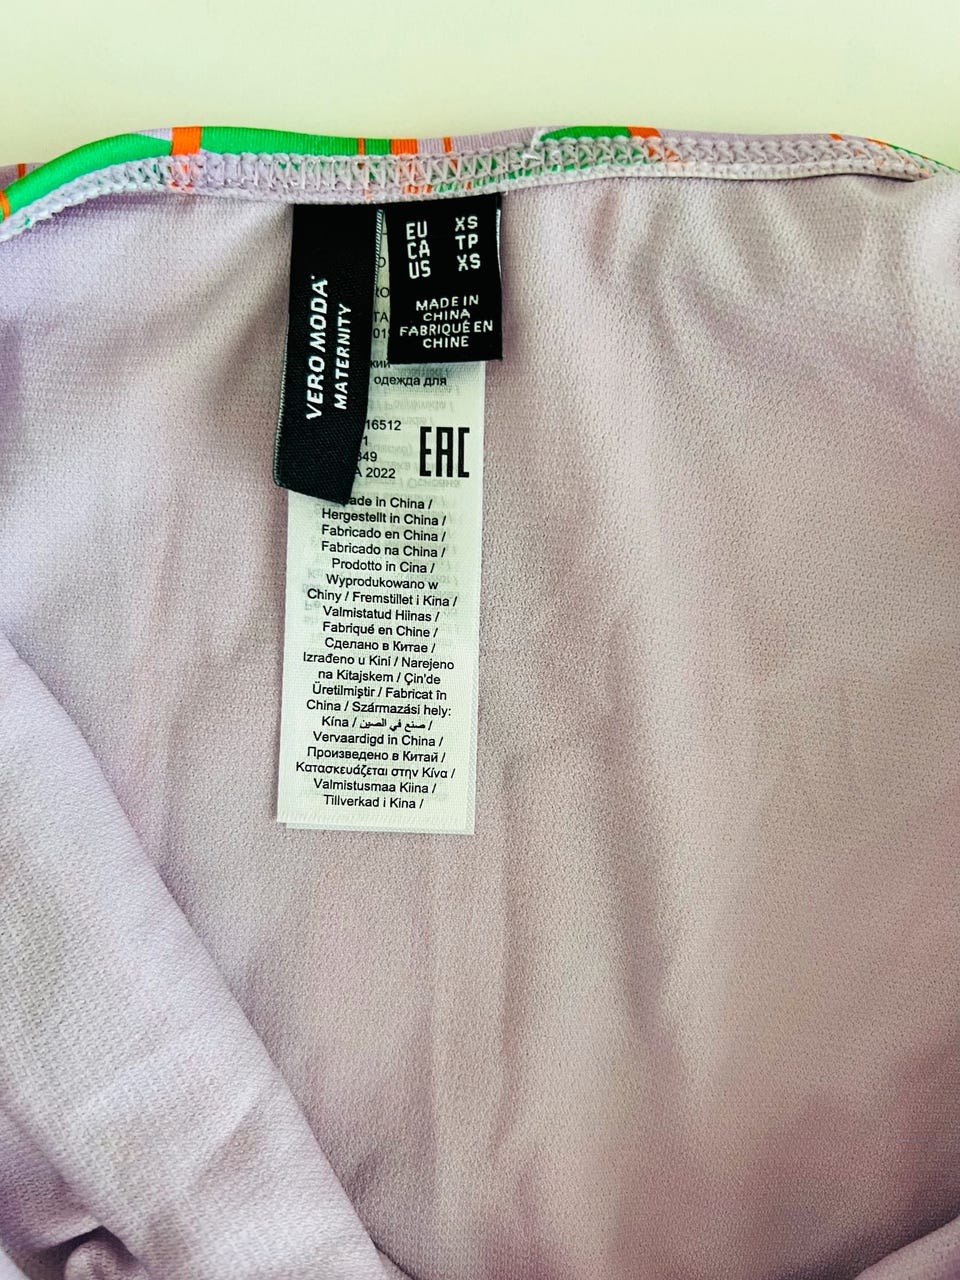 VERO MODA
MATERNITY
EU XS
CA TP
US XS
MADE IN
CHINA
FABRIQUÉ EN
CHINE
одежда для
16512
349
2022
EAC
ade in China /
Hergestellt in China /
Fabricado en China /
Fabricado na China /
Prodotto in Cina /
Wyprodukowano w
Chiny / Fremstillet i Kina /
Valmistatud Hiinas /
Fabriqué en Chine /
Сделано в Китае /
Izrađeno u Kini / Narejeno
na Kitajskem / Çin'de
Üretilmiştir / Fabricat în
China / Származási hely:
Kína / صنع في الصين /
Vervaardigd in China /
Произведено в Китай /
Κατασκευάζεται στην Κίνα /
Valmistusmaa Kiina /
Tillverkad i Kina /